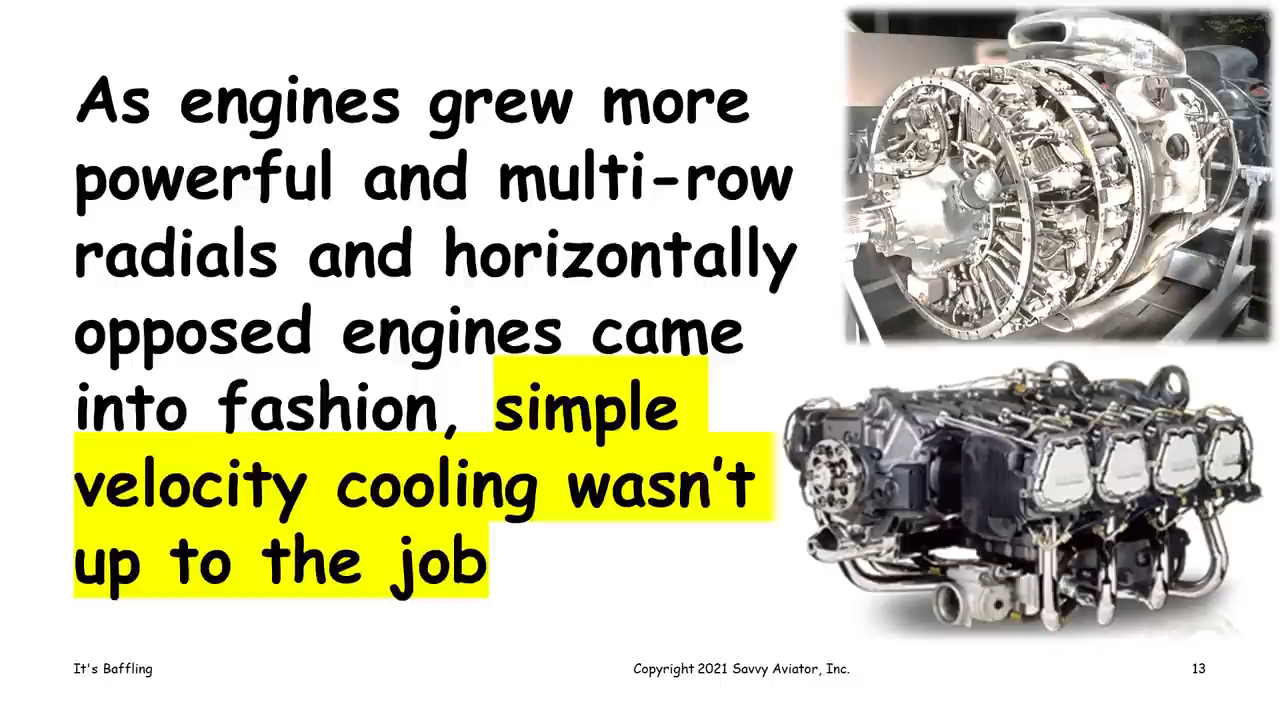 As engines grew more
powerful and multi-row
radials and horizontally
opposed engines came
into fashion, simple
velocity cooling wasn't
up to the job
It's Baffling
Copyright 2021 Savvy Aviator, Inc.
13